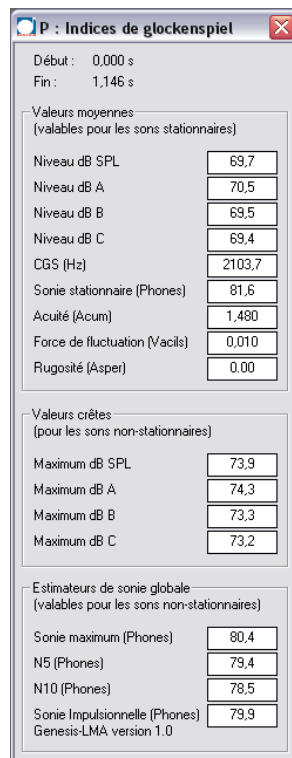 P : Indices de glockenspiel
Début : 0,000 s
Fin : 1,146 s
Valeurs moyennes
(valables pour les sons stationnaires)
Niveau dB SPL 69,7
Niveau dB A 70,5
Niveau dB B 69,5
Niveau dB C 69,4
CGS (Hz) 2103,7
Sonie stationnaire (Phones) 81,6
Acuité (Acum) 1,480
Force de fluctuation (Vacils) 0,010
Rugosité (Asper) 0.00
Valeurs crêtes
(pour les sons non-stationnaires)
Maximum dB SPL 73,9
Maximum dB A 74,3
Maximum dB B 73,3
Maximum dB C 73,2
Estimateurs de sonie globale
(valables pour les sons non-stationnaires)
Sonie maximum (Phones) 80,4
N5 (Phones) 79,4
N10 (Phones) 78,5
Sonie Impulsionnelle (Phones) 79,9
Genesis-LMA version 1.0